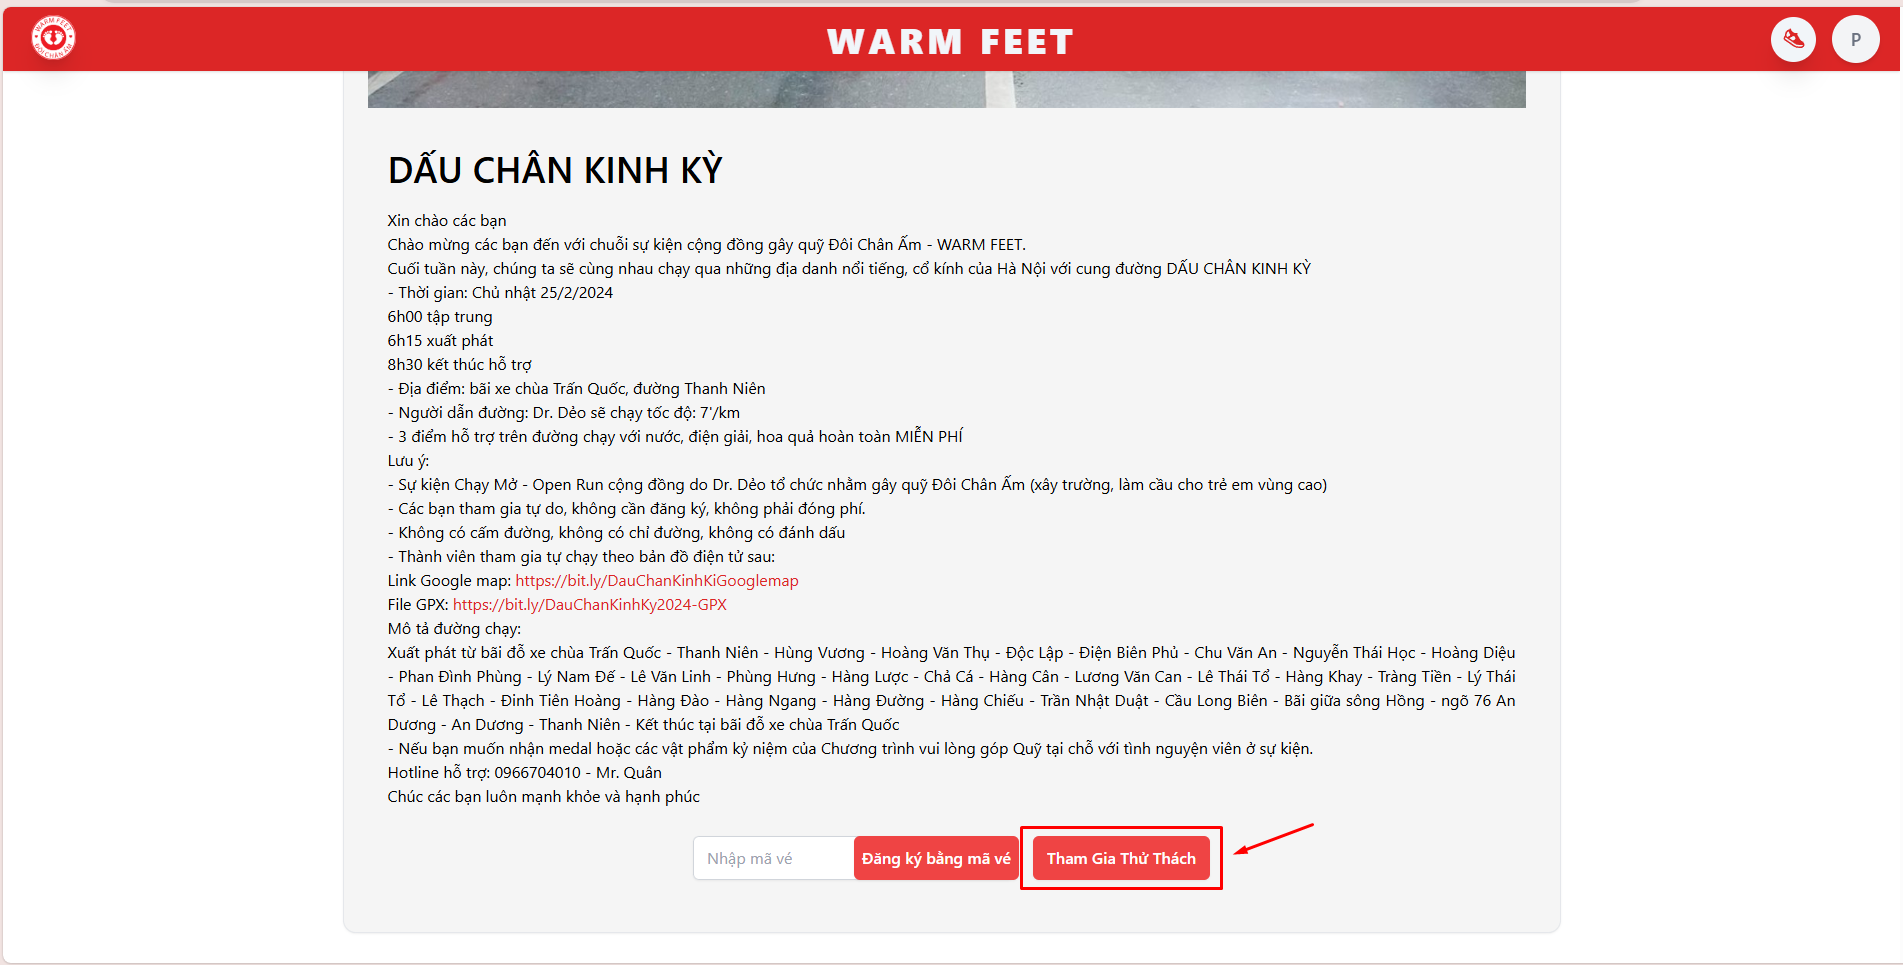 WARM FEET
ĐÔI CHÂN ẤM
WARM FEET
P
DẤU CHÂN KINH KỲ
Xin chào các bạn
Chào mừng các bạn đến với chuỗi sự kiện cộng đồng gây quỹ Đôi Chân Ấm - WARM FEET.
Cuối tuần này, chúng ta sẽ cùng nhau chạy qua những địa danh nổi tiếng, cổ kính của Hà Nội với cung đường DẤU CHÂN KINH KỲ
- Thời gian: Chủ nhật 25/2/2024
6h00 tập trung
6h15 xuất phát
8h30 kết thúc hỗ trợ
- Địa điểm: bãi xe chùa Trấn Quốc, đường Thanh Niên
- Người dẫn đường: Dr. Dẻo sẽ chạy tốc độ: 7'/km
- 3 điểm hỗ trợ trên đường chạy với nước, điện giải, hoa quả hoàn toàn MIỄN PHÍ
Lưu ý:
- Sự kiện Chạy Mở - Open Run cộng đồng do Dr. Dẻo tổ chức nhằm gây quỹ Đôi Chân Ấm (xây trường, làm cầu cho trẻ em vùng cao)
- Các bạn tham gia tự do, không cần đăng ký, không phải đóng phí.
- Không có cấm đường, không có chỉ đường, không có đánh dấu
- Thành viên tham gia tự chạy theo bản đồ điện tử sau:
Link Google map: https://bit.ly/DauChanKinhKiGooglemap
File GPX: https://bit.ly/DauChanKinhKy2024-GPX
Mô tả đường chạy:
Xuất phát từ bãi đỗ xe chùa Trấn Quốc - Thanh Niên - Hùng Vương - Hoàng Văn Thụ - Độc Lập - Điện Biên Phủ - Chu Văn An - Nguyễn Thái Học - Hoàng Diệu
- Phan Đình Phùng - Lý Nam Đế - Lê Văn Linh - Phùng Hưng - Hàng Lược - Chả Cá - Hàng Cân - Lương Văn Can - Lê Thái Tổ - Hàng Khay - Tràng Tiền - Lý Thái
Tổ - Lê Thạch - Đinh Tiên Hoàng - Hàng Đào - Hàng Ngang - Hàng Đường - Hàng Chiếu - Trần Nhật Duật - Cầu Long Biên - Bãi giữa sông Hồng - ngõ 76 An
Dương - An Dương - Thanh Niên - Kết thúc tại bãi đỗ xe chùa Trấn Quốc
- Nếu bạn muốn nhận medal hoặc các vật phẩm kỷ niệm của Chương trình vui lòng góp Quỹ tại chỗ với tình nguyện viên ở sự kiện.
Hotline hỗ trợ: 0966704010 - Mr. Quân
Chúc các bạn luôn mạnh khỏe và hạnh phúc
Nhập mã vé
Đăng ký bằng mã vé
Tham Gia Thử Thách